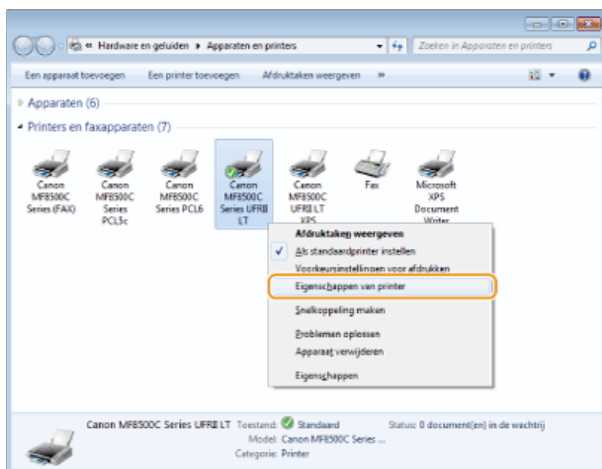 « Hardware en geluiden ▸ Apparaten en printers
Zoeken in Apparaten en printers
Een apparaat toevoegen
Een printer toevoegen
Afdruktaken weergeven
»
Apparaten (6)
Printers en faxapparaten (7)
Canon
MF8500C
Series (FAX)
Canon
MF8500C
Series
PCL5c
Canon
MF8500C
Series PCL6
Canon
MF8500C
Series UFRII
LT
Canon
MF8500C
UFRII LT
XPS
Fax
Microsoft
XPS
Document
Writer
Afdruktaken weergeven
Als standaardprinter instellen
Voorkeursinstellingen voor afdrukken
Eigenschappen van printer
Snelkoppeling maken
Problemen oplossen
Apparaat verwijderen
Eigenschappen
Canon MF8500C Series UFRII LT Toestand: Standaard Status: 0 document(en) in de wachtrij
Model: Canon MF8500C Series ...
Categorie: Printer